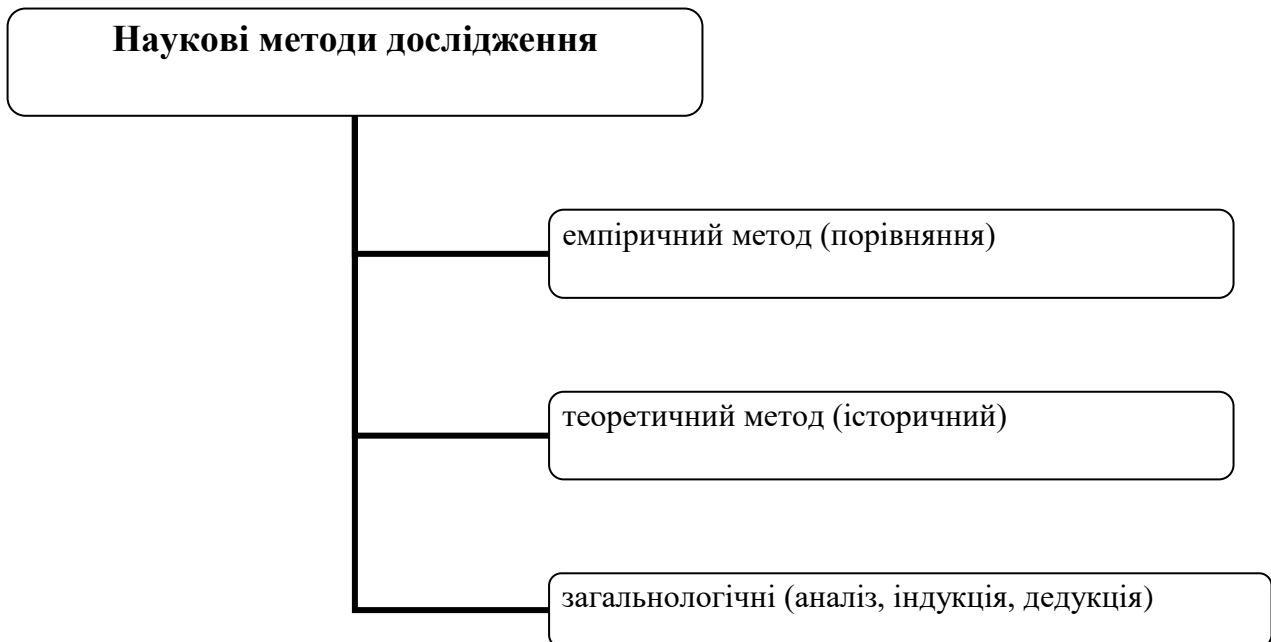 Наукові методи дослідження
емпіричний метод (порівняння)
теоретичний метод (історичний)
загальнологічні (аналіз, індукція, дедукція)